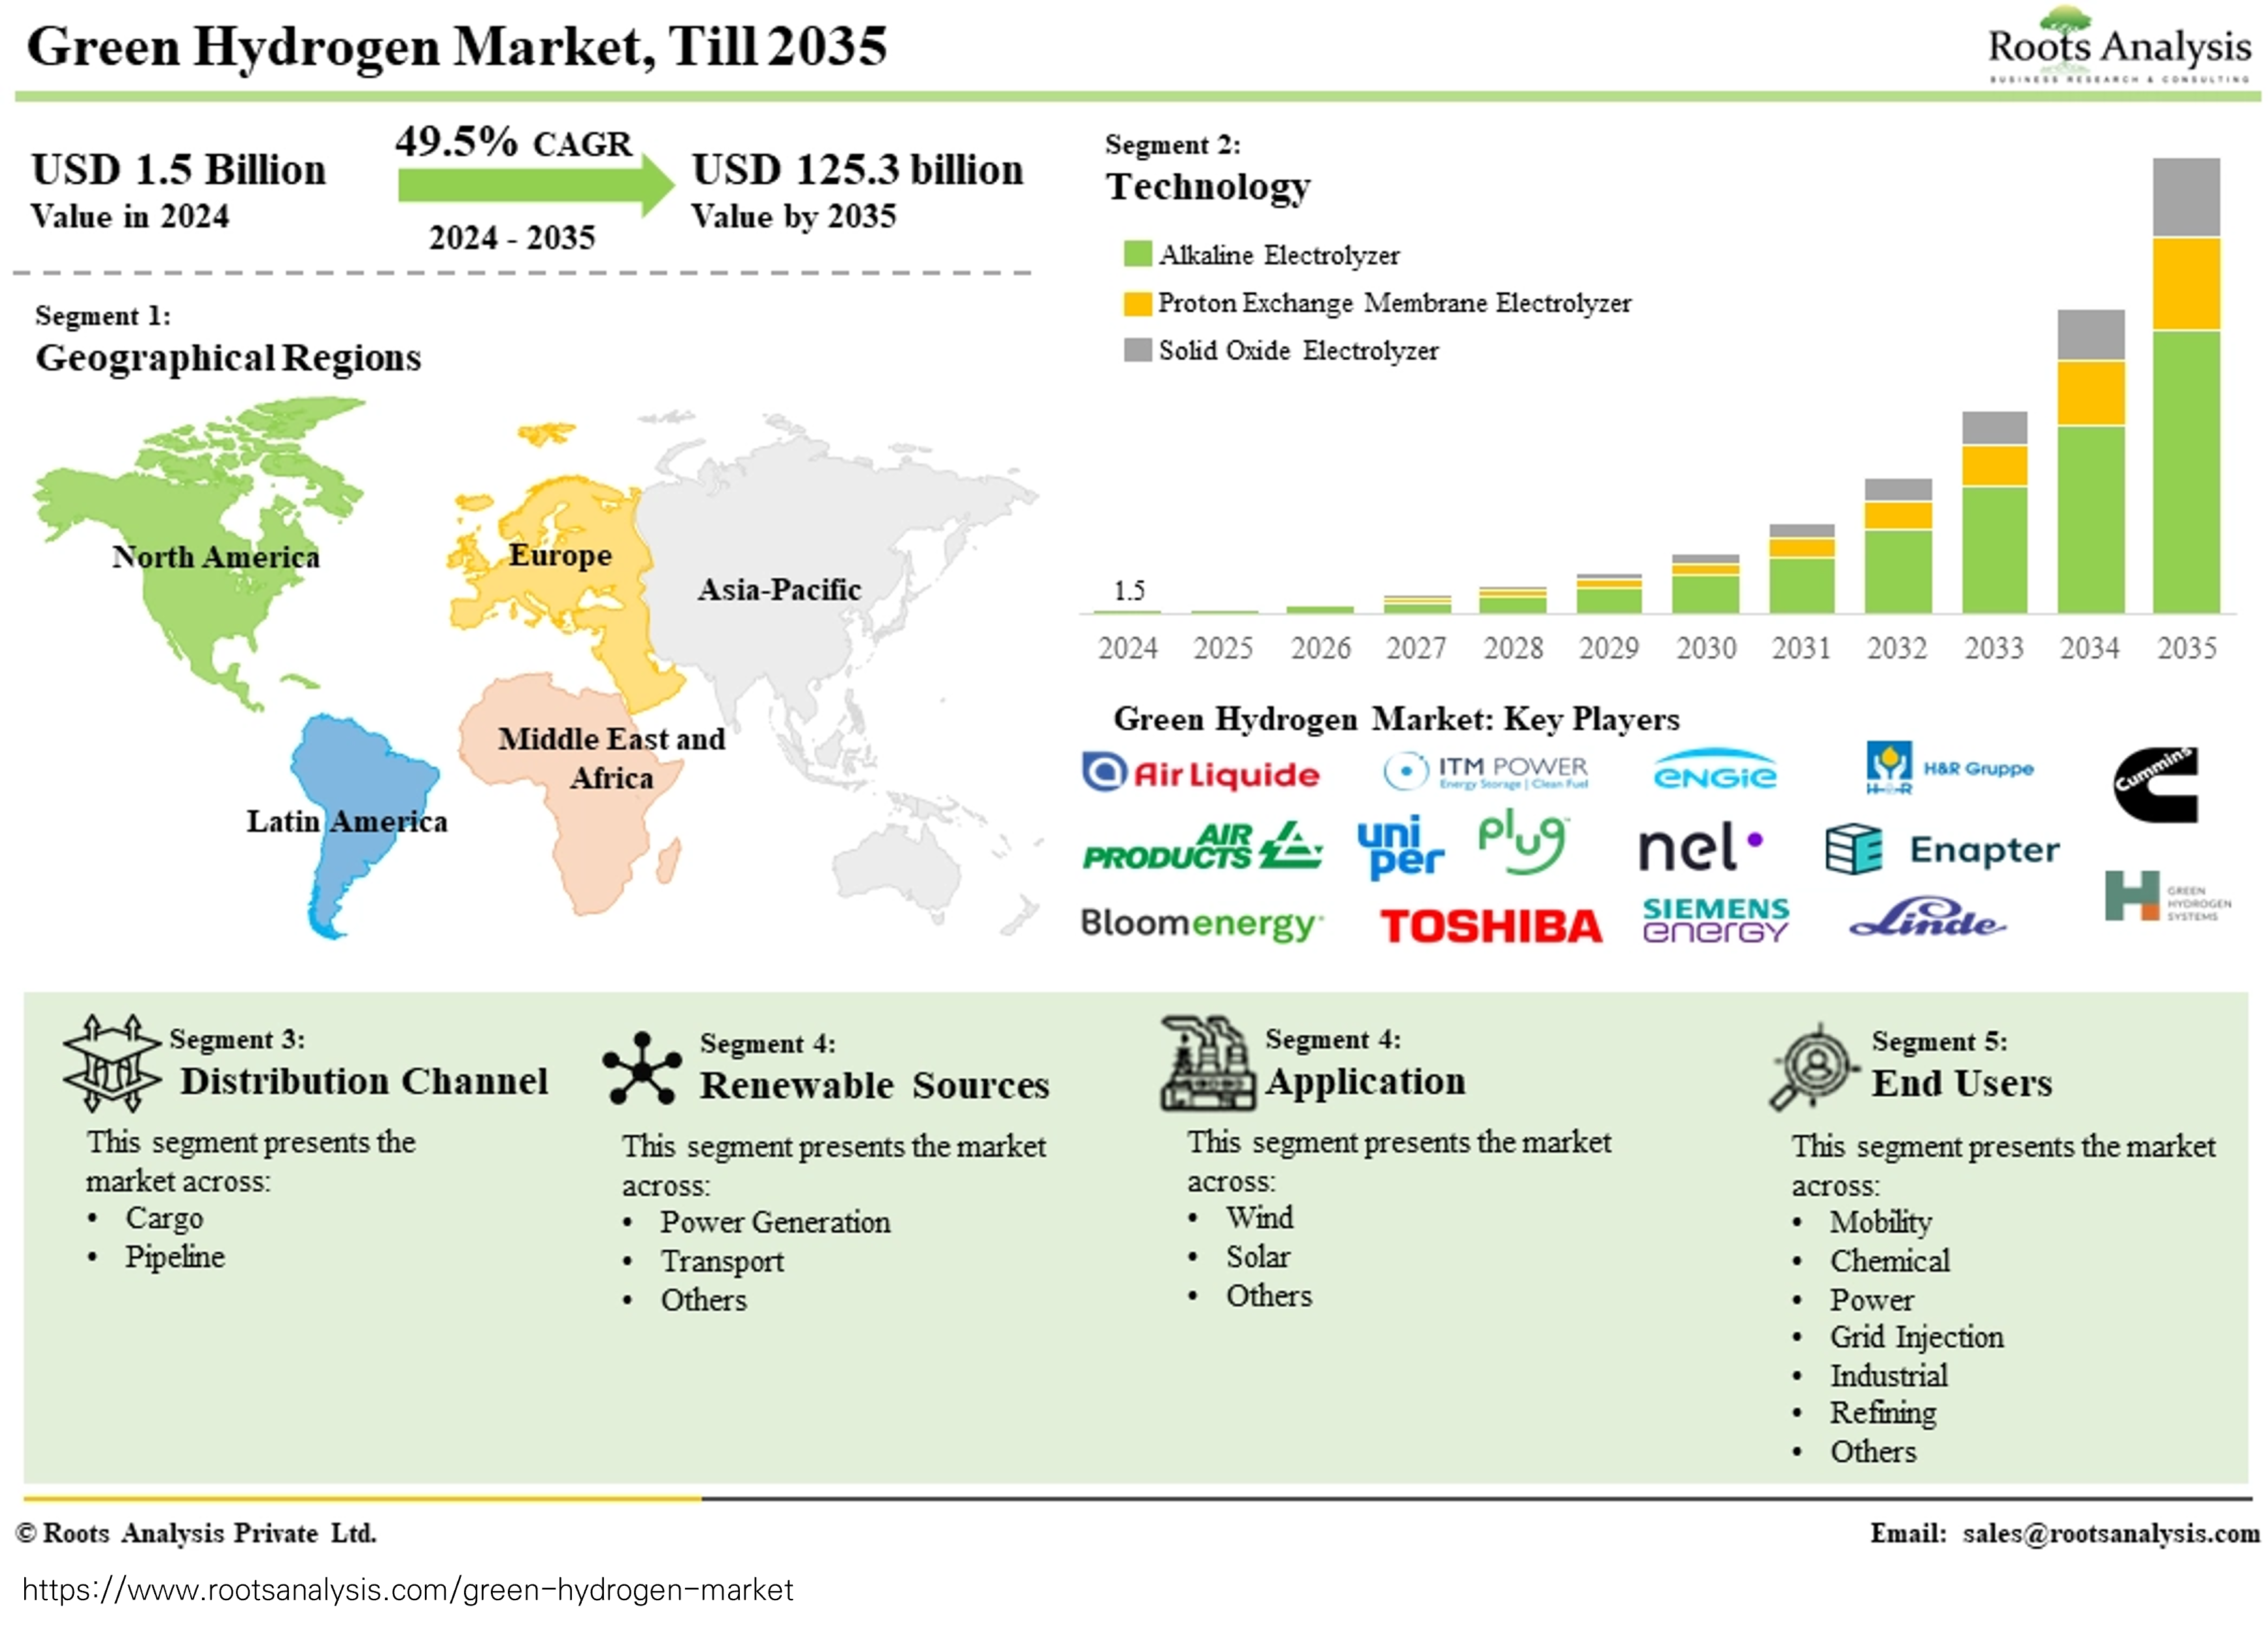 Green Hydrogen Market, Till 2035
Roots Analysis
BUSINESS RESEARCH & CONSULTING
USD 1.5 Billion
Value in 2024
49.5% CAGR
2024 - 2035
USD 125.3 billion
Value by 2035
Segment 1:
Geographical Regions
North America
Europe
Asia-Pacific
Middle East and
Africa
Latin America
Segment 2:
Technology
Alkaline Electrolyzer
Proton Exchange Membrane Electrolyzer
Solid Oxide Electrolyzer
1.5
2024 2025 2026 2027 2028 2029 2030 2031 2032 2033 2034 2035
Green Hydrogen Market: Key Players
Air Liquide
ITM POWER
Energy Storage | Clean Fuel
ENGIE
H&R
H&R Gruppe
Cummins
AIR
PRODUCTS
uni
per
plug
nel
Enapter
Bloomenergy
TOSHIBA
SIEMENS
energy
Linde
GREEN
HYDROGEN
SYSTEMS
Segment 3:
Distribution Channel
This segment presents the
market across:
• Cargo
• Pipeline
Segment 4:
Renewable Sources
This segment presents the market
across:
• Power Generation
• Transport
• Others
Segment 4:
Application
This segment presents the market
across:
• Wind
• Solar
• Others
Segment 5:
End Users
This segment presents the market
across:
• Mobility
• Chemical
• Power
• Grid Injection
• Industrial
• Refining
• Others
© Roots Analysis Private Ltd.
Email: sales@rootsanalysis.com
https://www.rootsanalysis.com/green-hydrogen-market